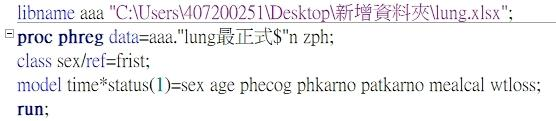 libname aaa "C:\Users\407200251\Desktop\新增資料夾\lung.xlsx";
proc phreg data=aaa."lung最正式$"n zph;
class sex/ref=frist;
model time*status(1)=sex age phecog phkarno patkarno mealcal wtloss;
run;